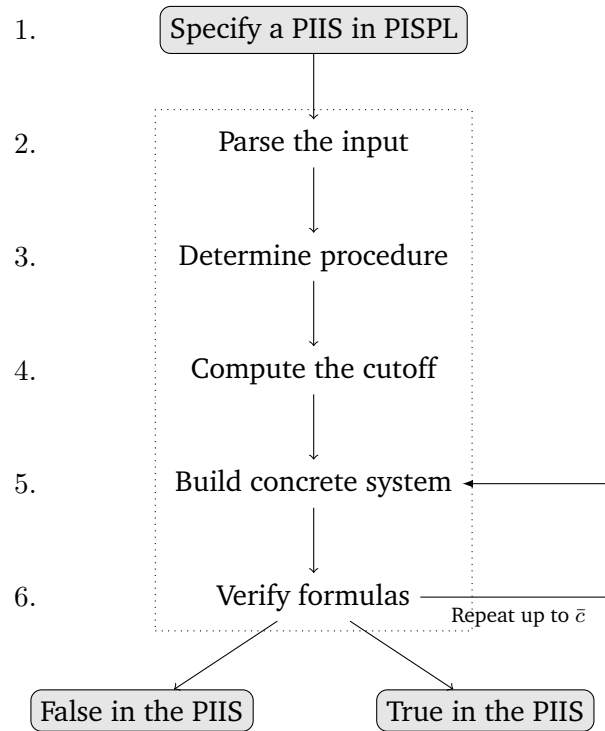 1. Specify a PIIS in PISPL
2. Parse the input
3. Determine procedure
4. Compute the cutoff
5. Build concrete system
6. Verify formulas
Repeat up to c̄
False in the PIIS True in the PIIS